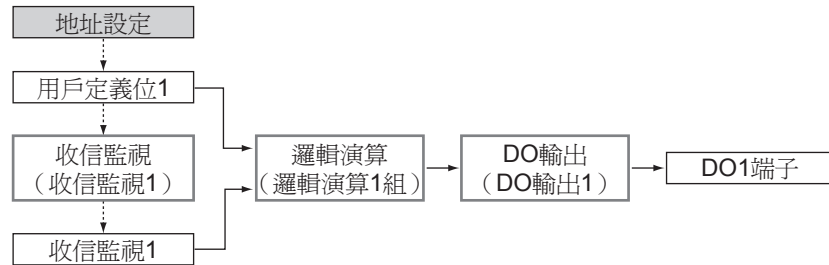 地址設定
用戶定義位1
收信監視
（收信監視1）
收信監視1
邏輯演算
（邏輯演算1組）
DO輸出
（DO輸出1）
DO1端子